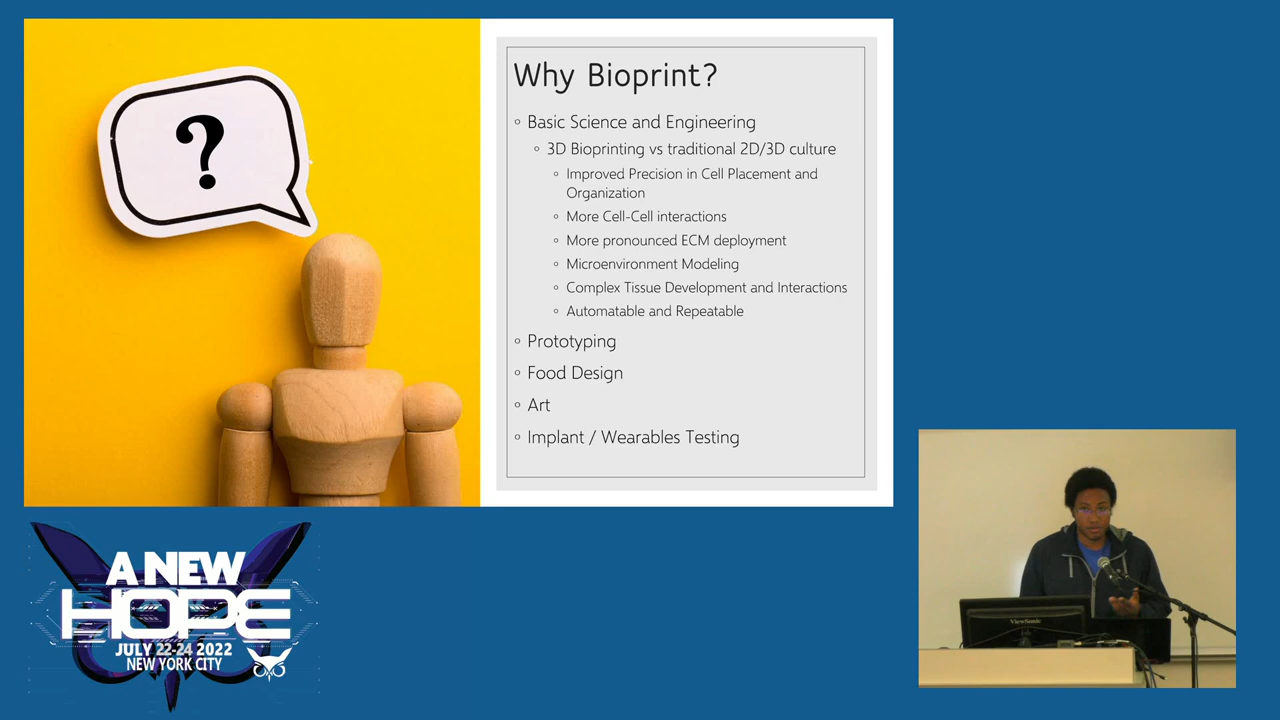 ?
Why Bioprint?
Basic Science and Engineering
3D Bioprinting vs traditional 2D/3D culture
Improved Precision in Cell Placement and
Organization
More Cell-Cell interactions
More pronounced ECM deployment
Microenvironment Modeling
Complex Tissue Development and Interactions
Automatable and Repeatable
Prototyping
Food Design
Art
Implant / Wearables Testing
A NEW
HOPE
JULY 22-24 2022
NEW YORK CITY
ViewSonic